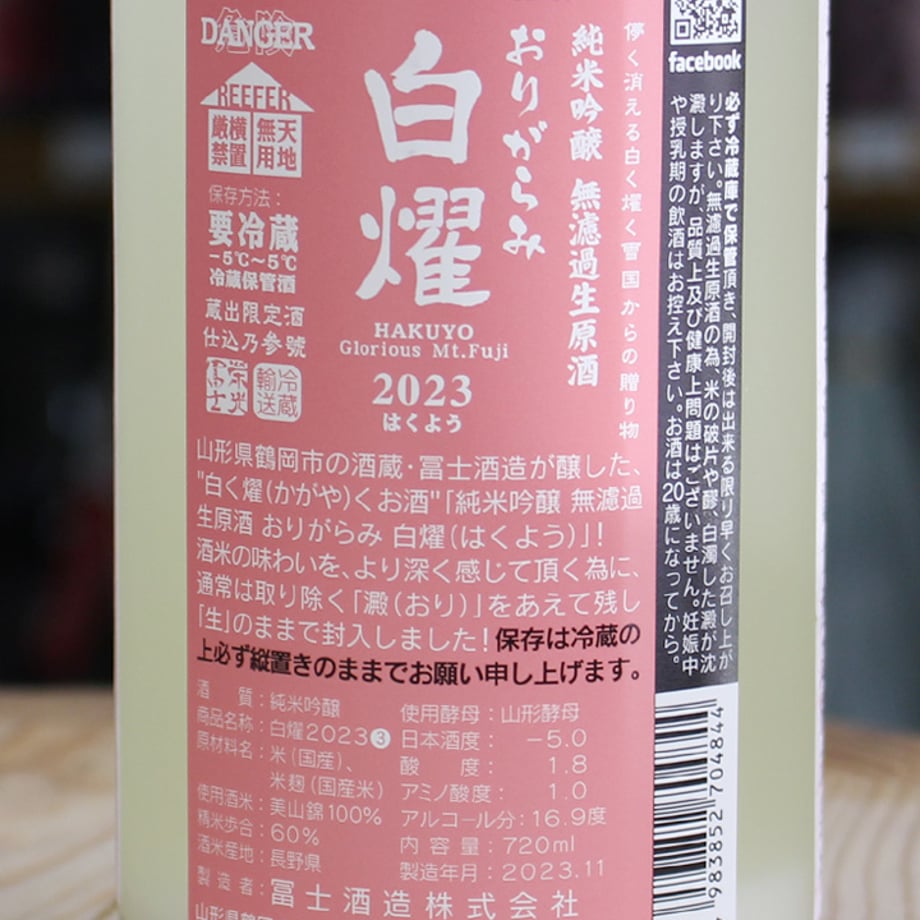 危険
DANGER
REEFER
厳禁 横置
無用 天地
保存方法:
要冷蔵
-5℃~5℃
冷蔵保管酒
蔵出限定酒
仕込乃参號
冷蔵輸送
白燿
HAKUYO
Glorious Mt.Fuji
2023
はくよう
おりがらみ
純米吟醸 無濾過生原酒
儚く消える白く燿く雪国からの贈り物
山形県鶴岡市の酒蔵・冨士酒造が醸した、
"白く燿(かがや)くお酒"「純米吟醸 無濾過
生原酒 おりがらみ 白燿(はくよう)」!
酒米の味わいを、より深く感じて頂く為に、
通常は取り除く「澱(おり)」をあえて残し
「生」のままで封入しました!保存は冷蔵の
上必ず縦置きのままでお願い申し上げます。
酒 質:純米吟醸
商品名称:白燿2023❸
原材料名:米(国産)、
米麹(国産米)
使用酒米:美山錦100%
精米歩合:60%
酒米産地:長野県
使用酵母:山形酵母
日本酒度: -5.0
酸 度: 1.8
アミノ酸度: 1.0
アルコール分:16.9度
内容量:720ml
製造年月:2023.11
製造者:冨士酒造株式会社
facebook
必ず冷蔵庫で保管頂き、開封後は出来る限り早くお召し上が
り下さい。無濾過生原酒の為、米の破片や醪、白濁した澱が沈
澱しますが、品質上及び健康上問題はございません。妊娠中
や授乳期の飲酒はお控え下さい。お酒は20歳になってから。
983852 704844